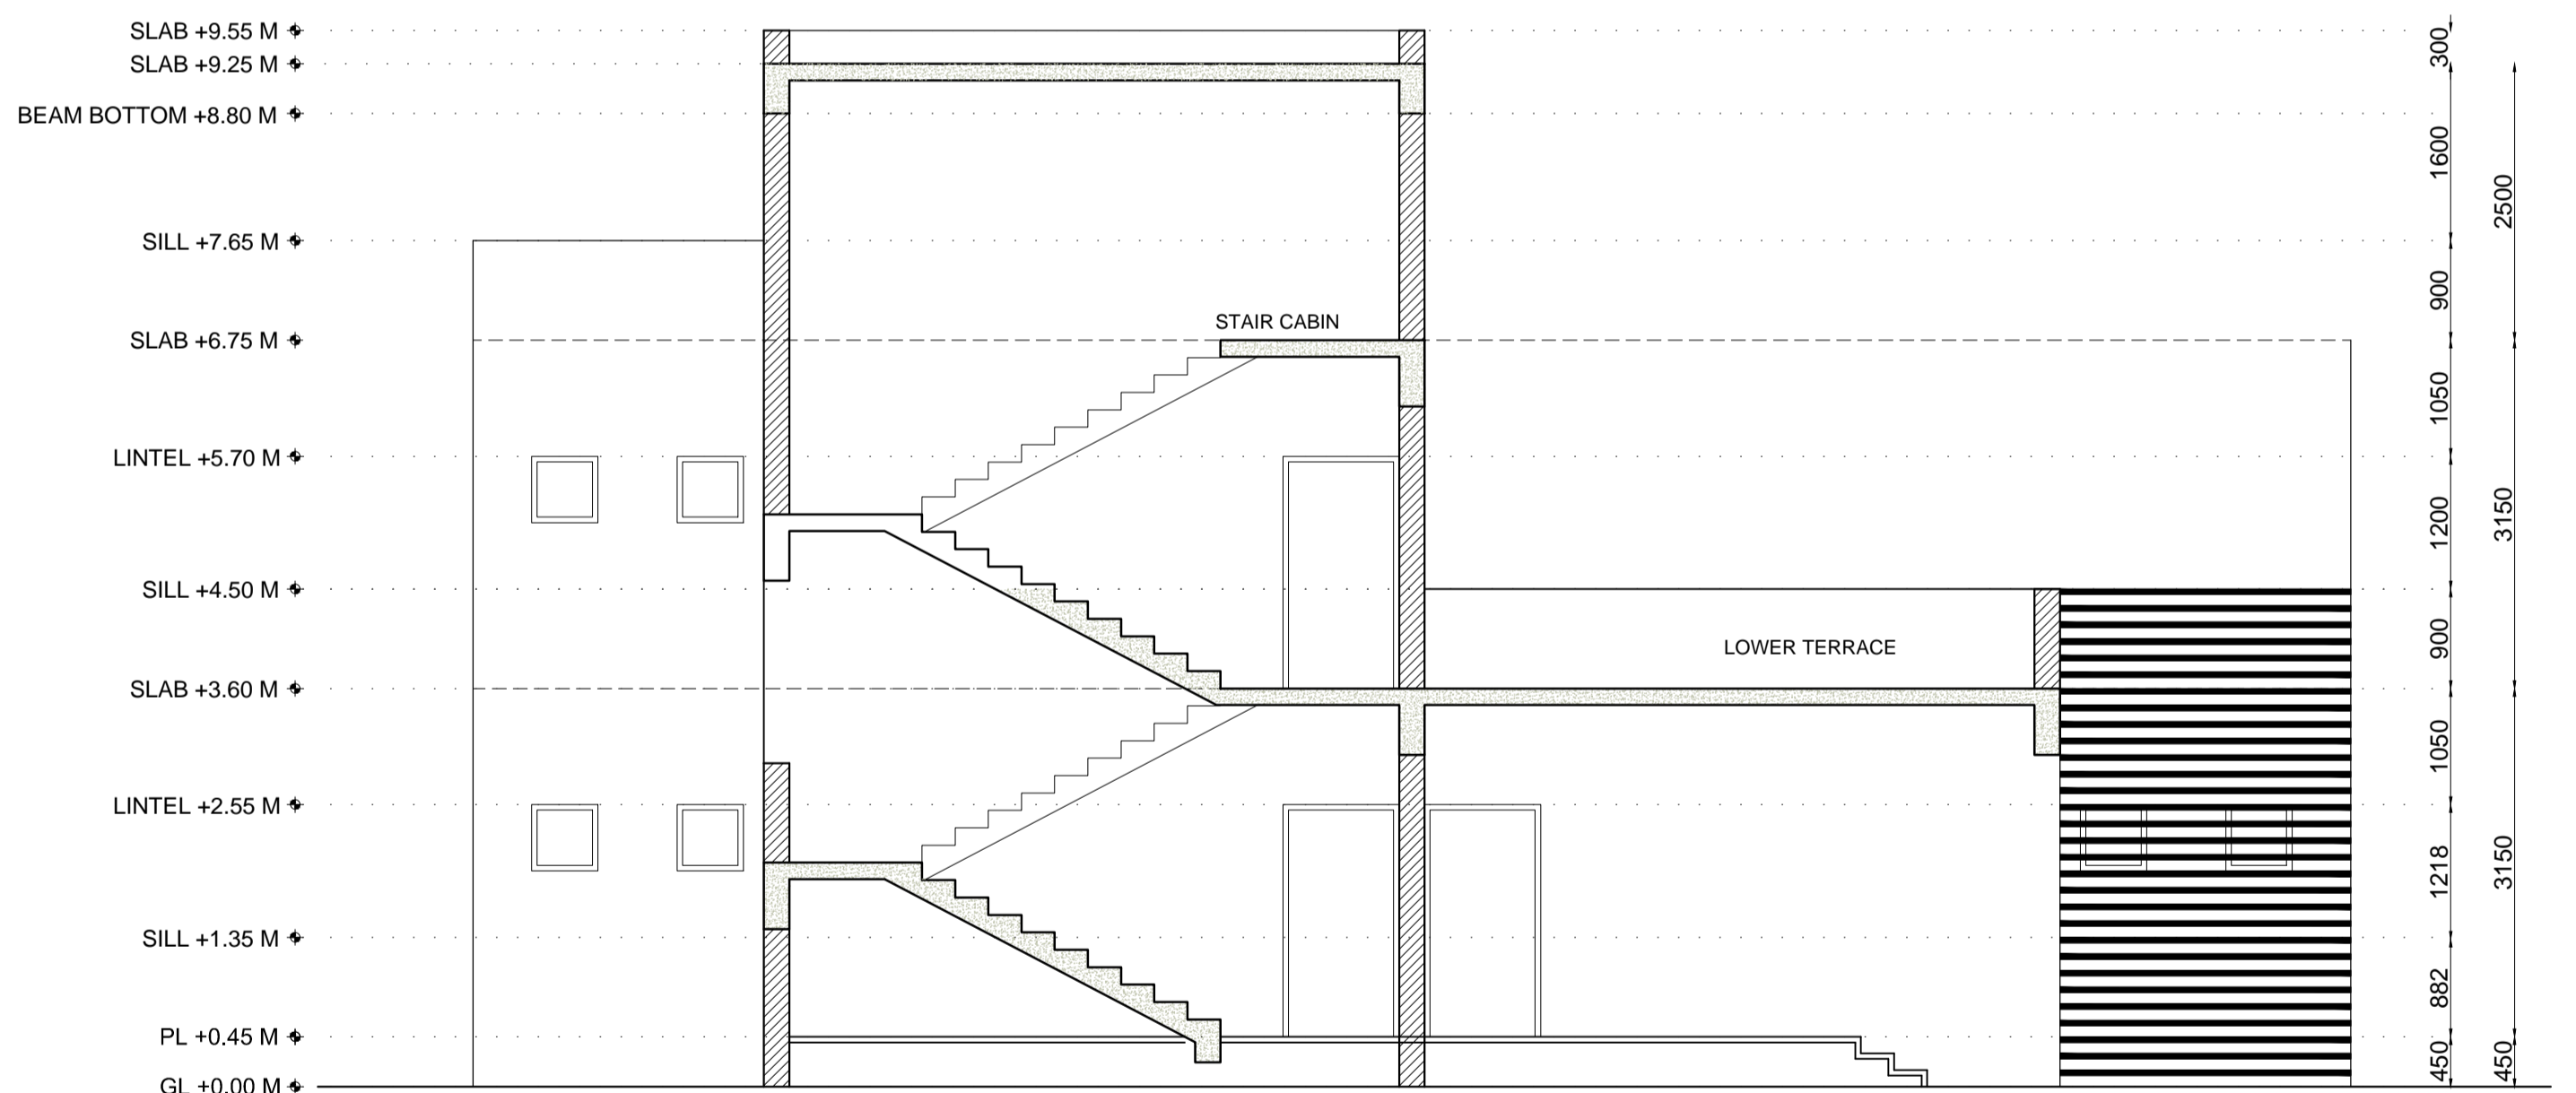 SLAB +9.55 M
SLAB +9.25 M
BEAM BOTTOM +8.80 M
SILL +7.65 M
SLAB +6.75 M
LINTEL +5.70 M
SILL +4.50 M
SLAB +3.60 M
LINTEL +2.55 M
SILL +1.35 M
PL +0.45 M
GL +0.00 M
STAIR CABIN
LOWER TERRACE
300
1600
900
1050
1200
900
1050
1218
882
450
2500
3150
3150
450